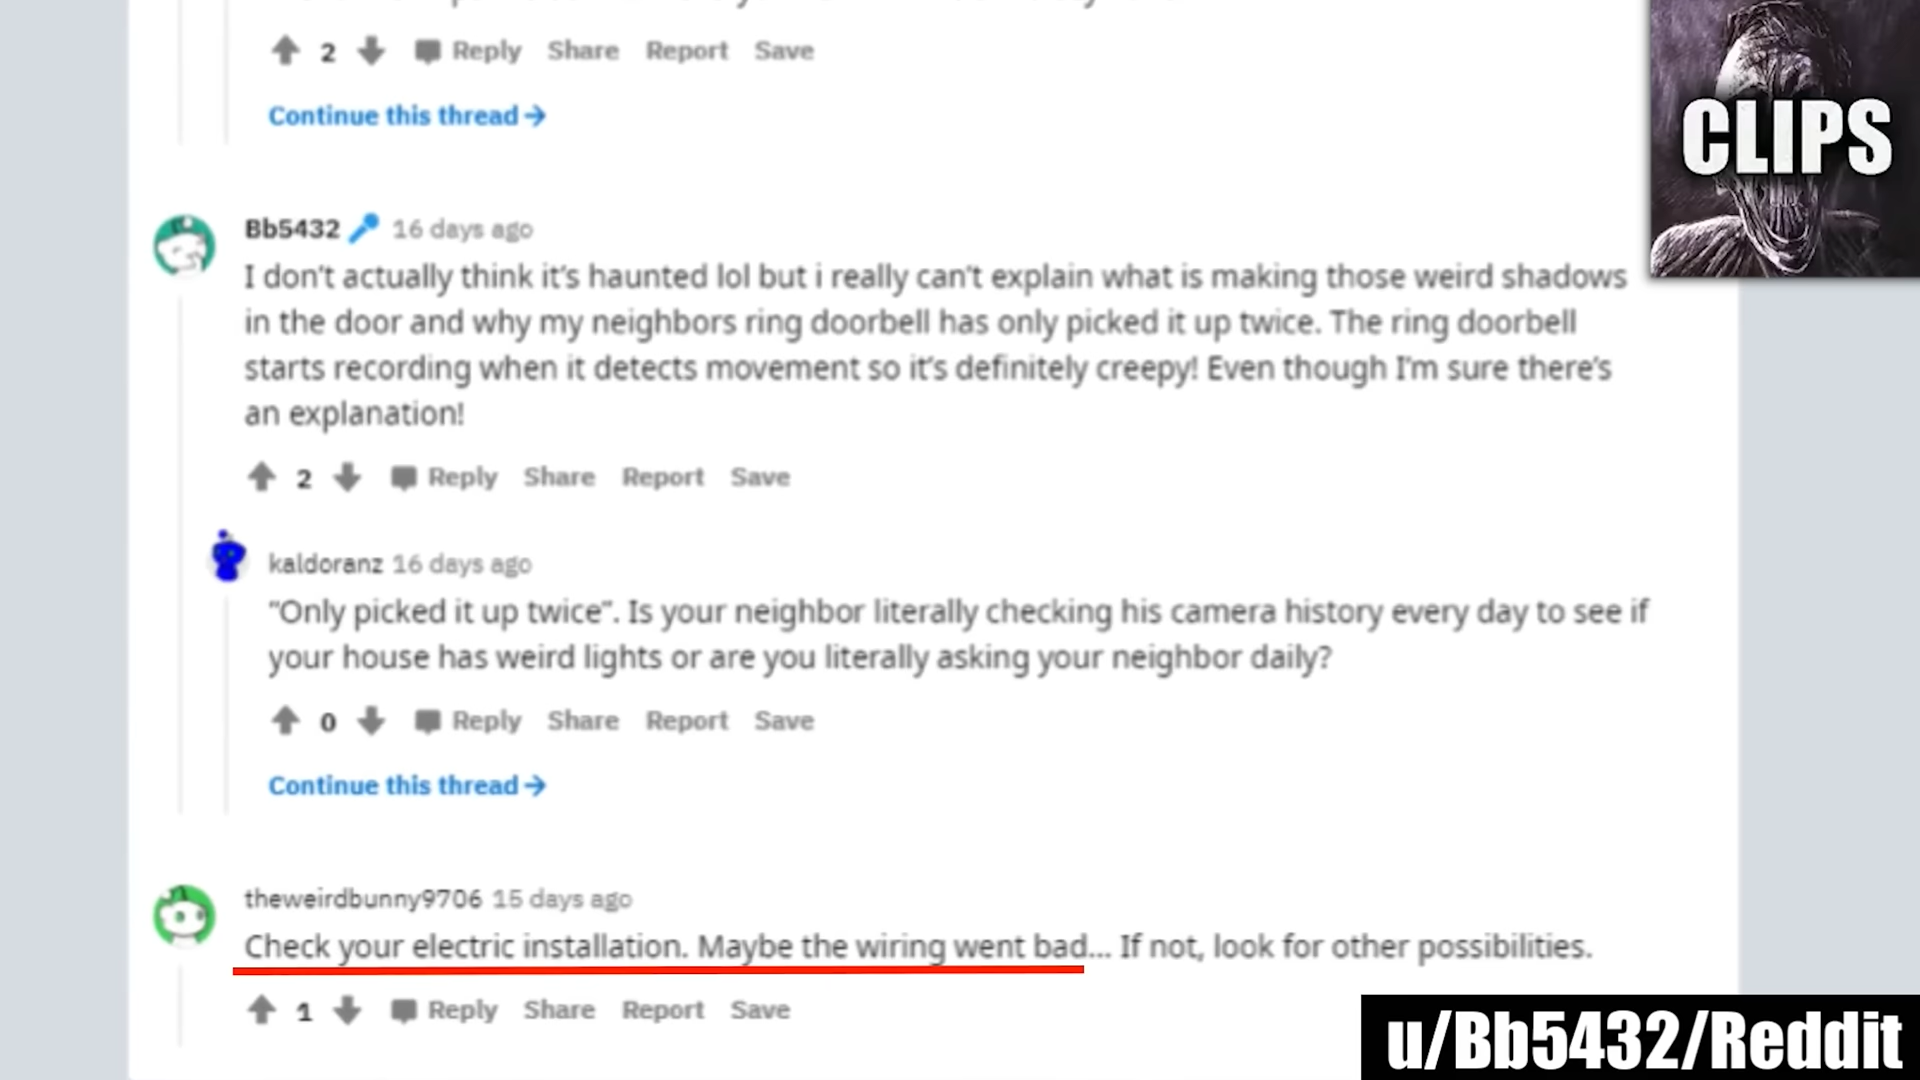 2 Reply Share Report Save
Continue this thread →
CLIPS
Bb5432 16 days ago
I don't actually think it's haunted lol but i really can't explain what is making those weird shadows
in the door and why my neighbors ring doorbell has only picked it up twice. The ring doorbell
starts recording when it detects movement so it's definitely creepy! Even though I'm sure there's
an explanation!
2 Reply Share Report Save
kaldoranz 16 days ago
"Only picked it up twice". Is your neighbor literally checking his camera history every day to see if
your house has weird lights or are you literally asking your neighbor daily?
0 Reply Share Report Save
Continue this thread →
theweirdbunny9706 15 days ago
Check your electric installation. Maybe the wiring went bad... If not, look for other possibilities.
1 Reply Share Report Save
u/Bb5432/Reddit